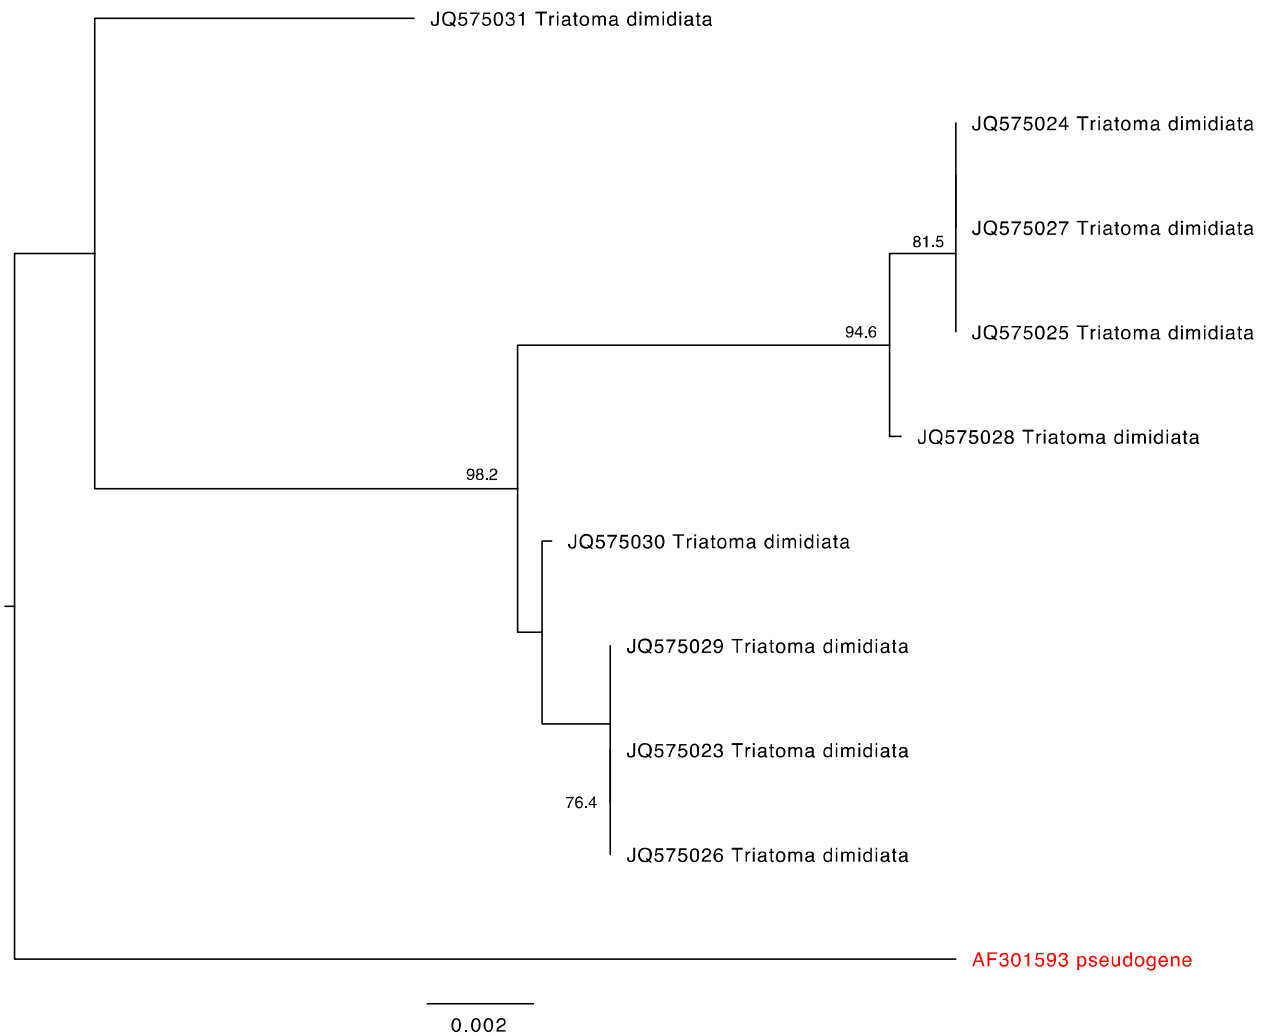 JQ575031 Triatoma dimidiata
JQ575024 Triatoma dimidiata
JQ575027 Triatoma dimidiata
81.5
JQ575025 Triatoma dimidiata
94.6
JQ575028 Triatoma dimidiata
98.2
JQ575030 Triatoma dimidiata
JQ575029 Triatoma dimidiata
JQ575023 Triatoma dimidiata
76.4
JQ575026 Triatoma dimidiata
AF301593 pseudogene
0.002